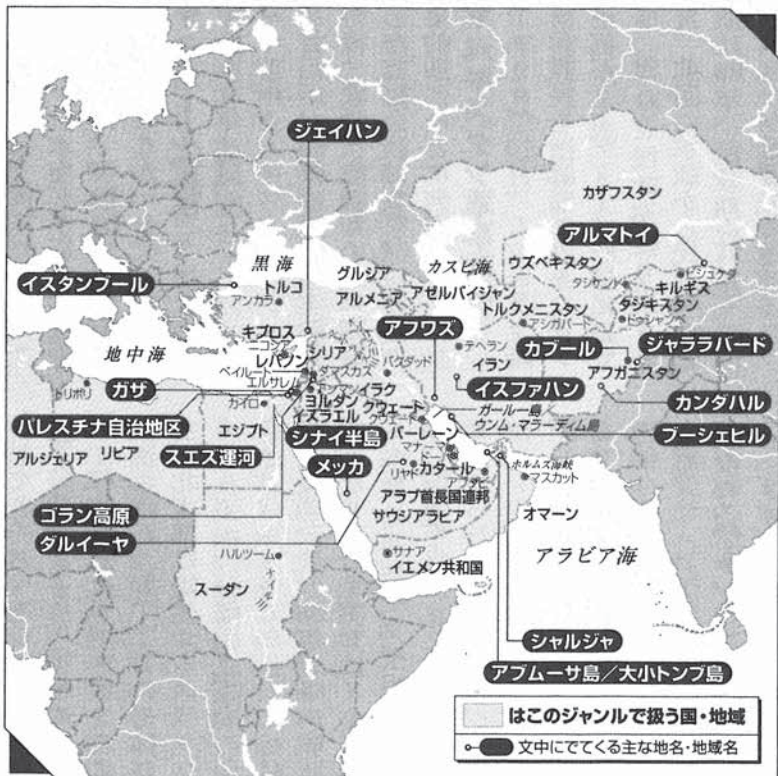 ジェイハン
カザフスタン
アルマトイ
黒海
グルジア
カスピ海
ウズベキスタン
ビシュケク
イスタンブール
トルコ
アンカラ
アルメニア
アゼルバイジャン
タシケント
キルギス
トルクメニスタン
タジキスタン
アシガバード
ドゥシャンベ
キプロス
ニコシア
アフワズ
シリア
テヘラン
カブール
ジャララバード
地中海
レバノン
イラン
ベイルート
ダマスカス
バグダッド
アフガニスタン
ガザ
エルサレム
アンマン
イラク
イスファハン
トリポリ
ヨルダン
クウェート
カンダハル
カイロ
イスラエル
クウェート
ガールー島/
ウンム・マラーディム島
パレスチナ自治地区
エジプト
シナイ半島
バーレーン
ブーシェヒル
アルジェリア
リビア
スエズ運河
マナーマ
ドーハ
ホルムズ海峡
メッカ
リヤド
カタール
アブダビ
マスカット
アラブ首長国連邦
ゴラン高原
サウジアラビア
オマーン
ダルイーヤ
アラビア海
ハルツーム
サナア
スーダン
ナイル川
イエメン共和国
シャルジャ
アブムーサ島/大小トンブ島
はこのジャンルで扱う国・地域
文中にでてくる主な地名・地域名